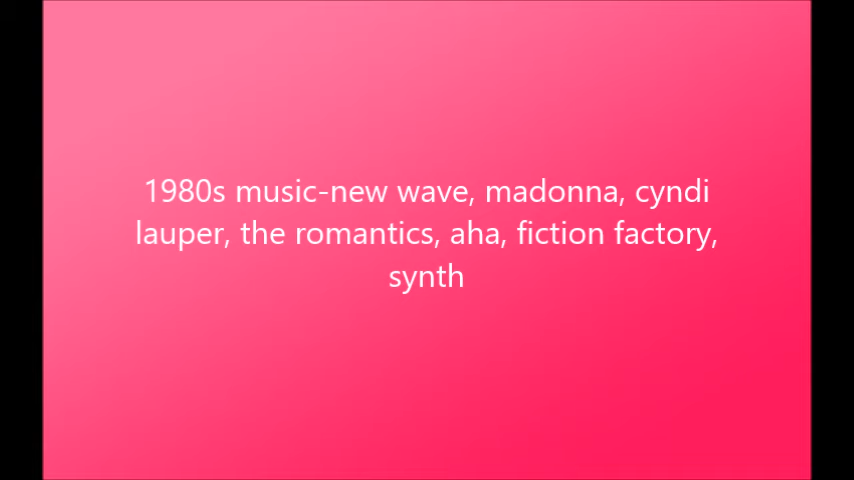 1980s music-new wave, madonna, cyndi
lauper, the romantics, aha, fiction factory,
synth